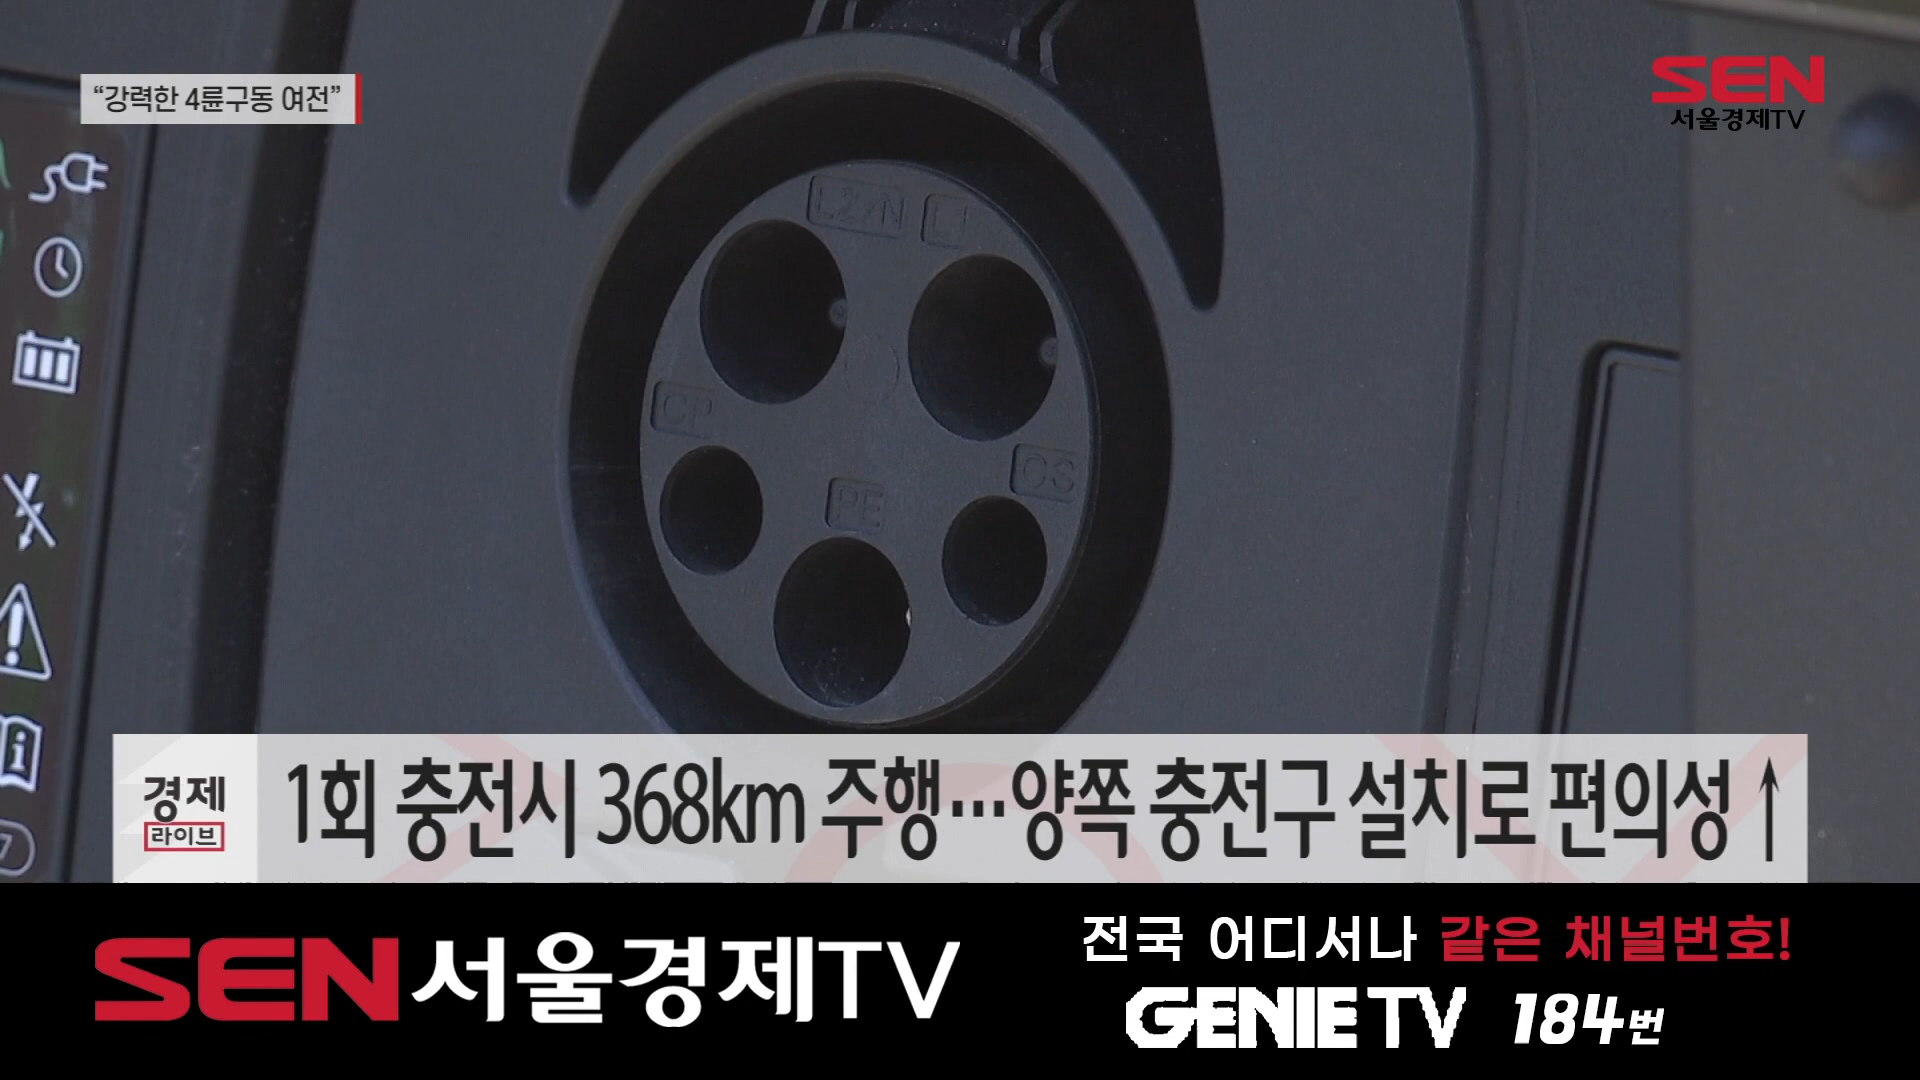 “강력한 4륜구동 여전”
SEN
서울경제TV
L2/N
L1
CP
CS
PE
경제
라이브
1회 충전시 368km 주행…양쪽 충전구 설치로 편의성↑
SEN서울경제TV
전국 어디서나 같은 채널번호!
GENIE TV 184번